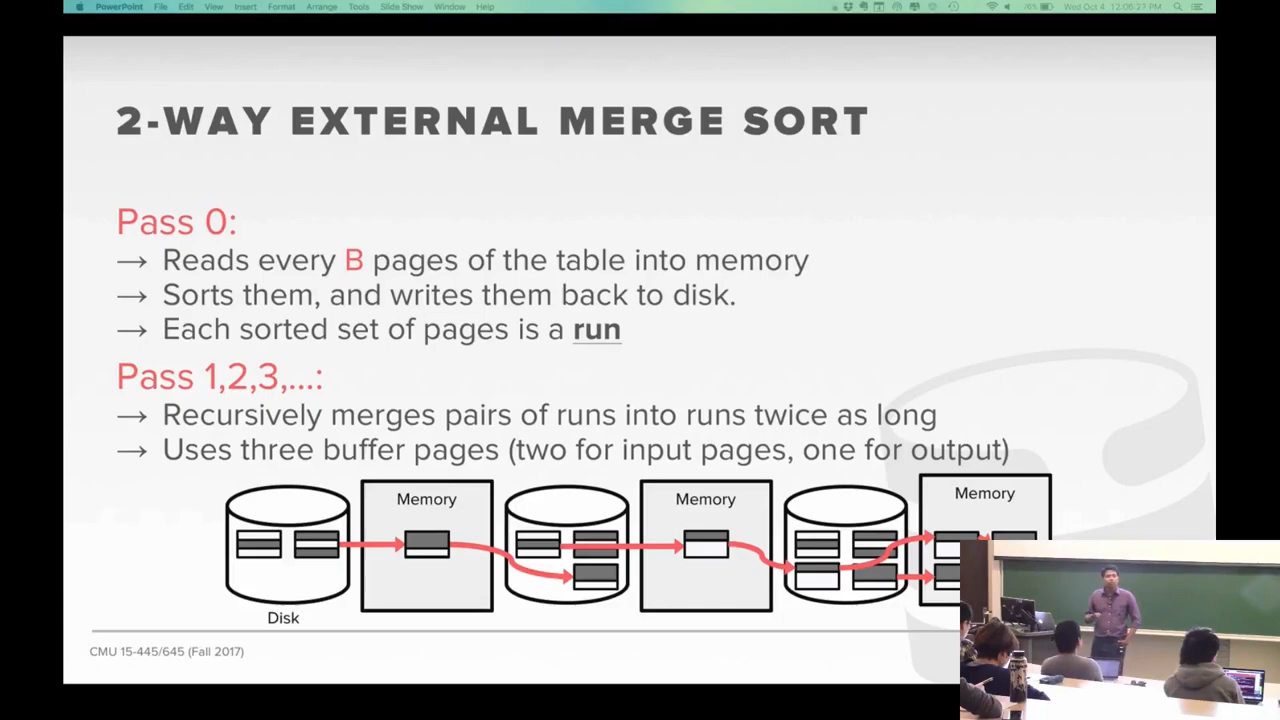 PowerPoint File Edit View Insert Format Arrange Tools Slide Show Window Help
Wed Oct 4 12:06:21 PM
2-WAY EXTERNAL MERGE SORT
Pass 0:
→ Reads every B pages of the table into memory
→ Sorts them, and writes them back to disk.
→ Each sorted set of pages is a run
Pass 1,2,3,...:
→ Recursively merges pairs of runs into runs twice as long
→ Uses three buffer pages (two for input pages, one for output)
Memory
Memory
Memory
Disk
CMU 15-445/645 (Fall 2017)